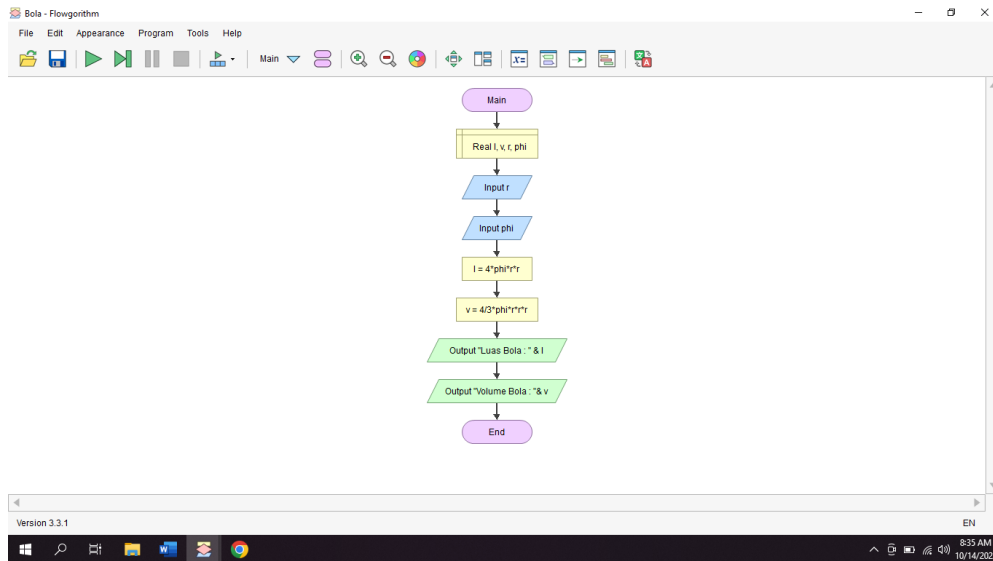 Bola - Flowgorithm
File Edit Appearance Program Tools Help
Main
x=
Main
Real l, v, r, phi
Input r
Input phi
l = 4*phi*r*r
v = 4/3*phi*r*r*r
Output "Luas Bola : " & l
Output "Volume Bola : "& v
End
Version 3.3.1 EN
8:35 AM
10/14/202